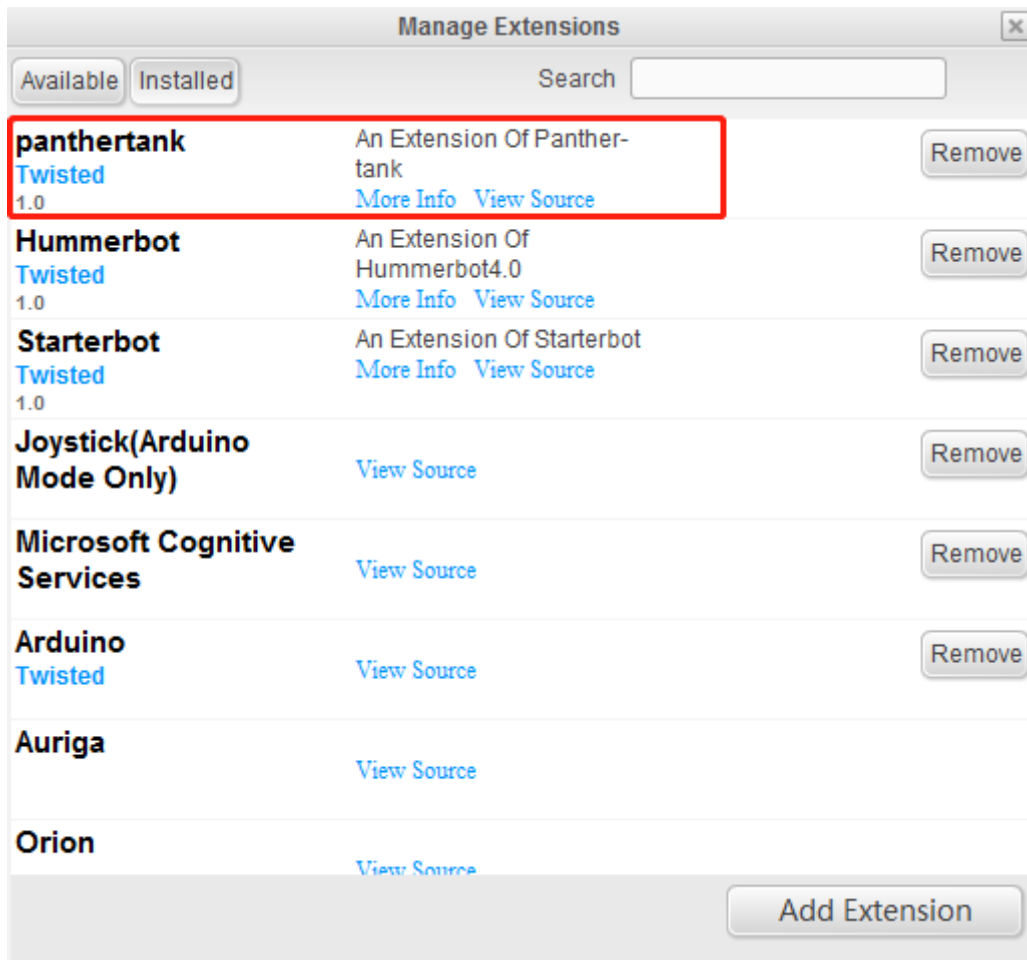 Manage Extensions
Available Installed Search
panthertank
Twisted
1.0
An Extension Of Panther-
tank
More Info View Source
Remove
Hummerbot
Twisted
1.0
An Extension Of
Hummerbot4.0
More Info View Source
Remove
Starterbot
Twisted
1.0
An Extension Of Starterbot
More Info View Source
Remove
Joystick(Arduino
Mode Only)
View Source
Remove
Microsoft Cognitive
Services
View Source
Remove
Arduino
Twisted
View Source
Remove
Auriga
View Source
Orion
View Source
Add Extension